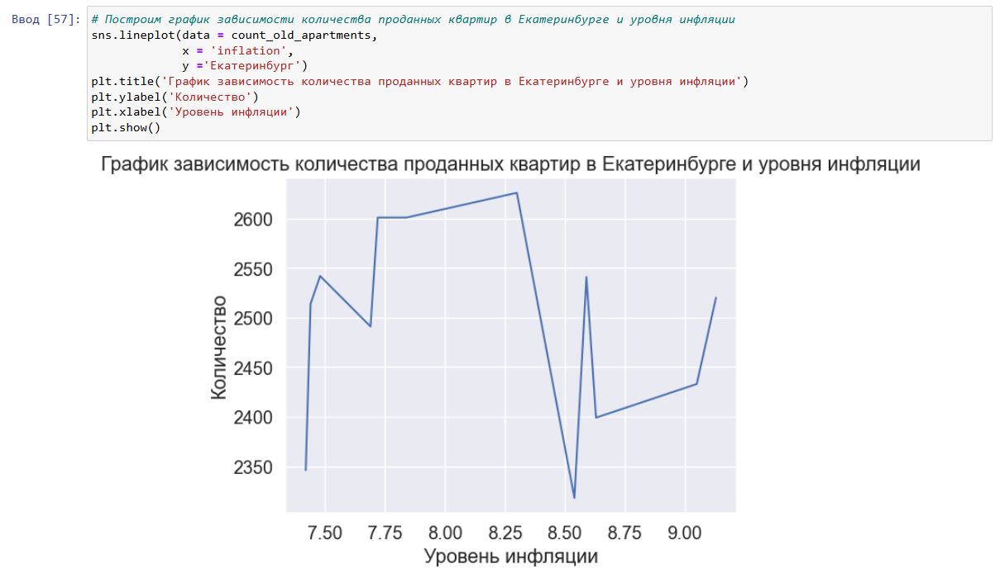 Ввод [57]: # Построим график зависимости количества проданных квартир в Екатеринбурге и уровня инфляции
sns.lineplot(data = count_old_apartments,
x = 'inflation',
y ='Екатеринбург')
plt.title('График зависимость количества проданных квартир в Екатеринбурге и уровня инфляции')
plt.ylabel('Количество')
plt.xlabel('Уровень инфляции')
plt.show()
График зависимость количества проданных квартир в Екатеринбурге и уровня инфляции
2600
2550
2500
2450
2400
2350
Количество
7.50 7.75 8.00 8.25 8.50 8.75 9.00
Уровень инфляции